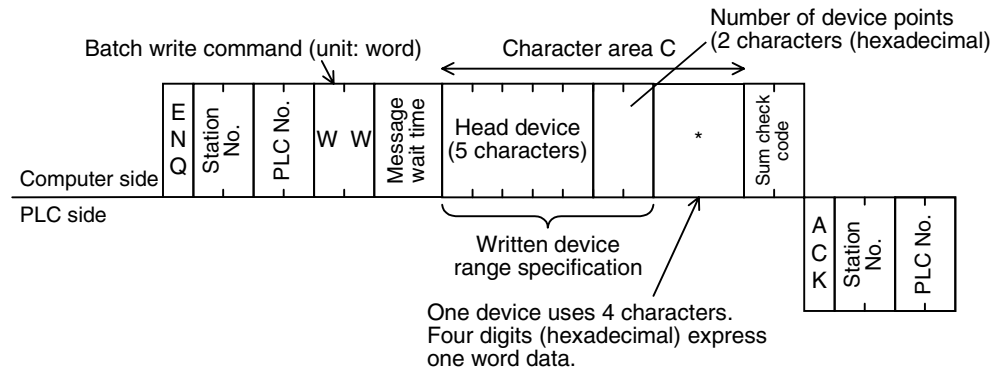 Number of device points
(2 characters (hexadecimal)
Batch write command (unit: word)
Character area C
E
N
Q
Station
No.
PLC No.
W W
Message
wait time
Head device
(5 characters)
*
Sum check
code
Computer side
PLC side
A
C
K
Station
No.
PLC No.
Written device
range specification
One device uses 4 characters.
Four digits (hexadecimal) express
one word data.